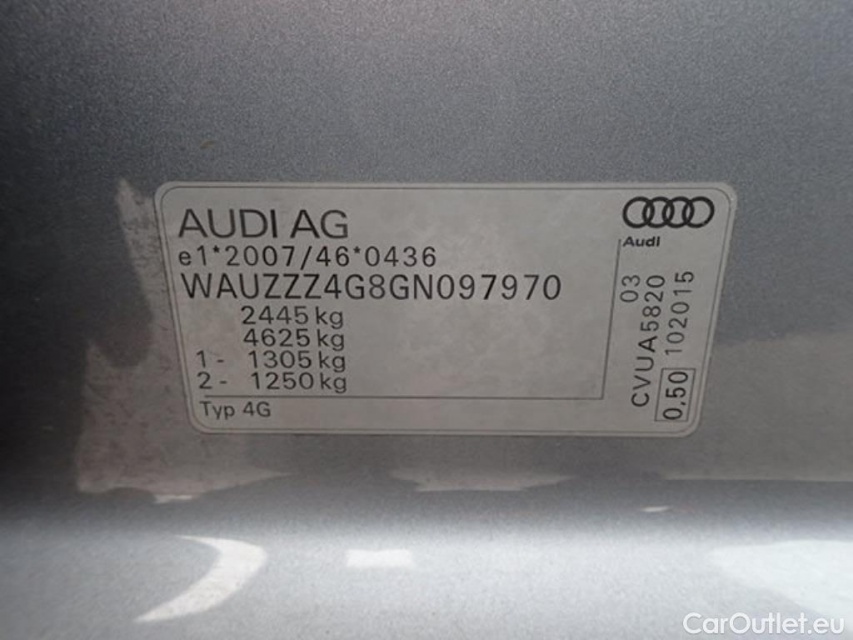 AUDI AG
e1*2007/46*0436
WAUZZZ4G8GN097970
2445 kg
4625 kg
1- 1305 kg
2- 1250 kg
Typ 4G
Audi
03
CVUA5820
0,50 102015
CarOutlet.eu